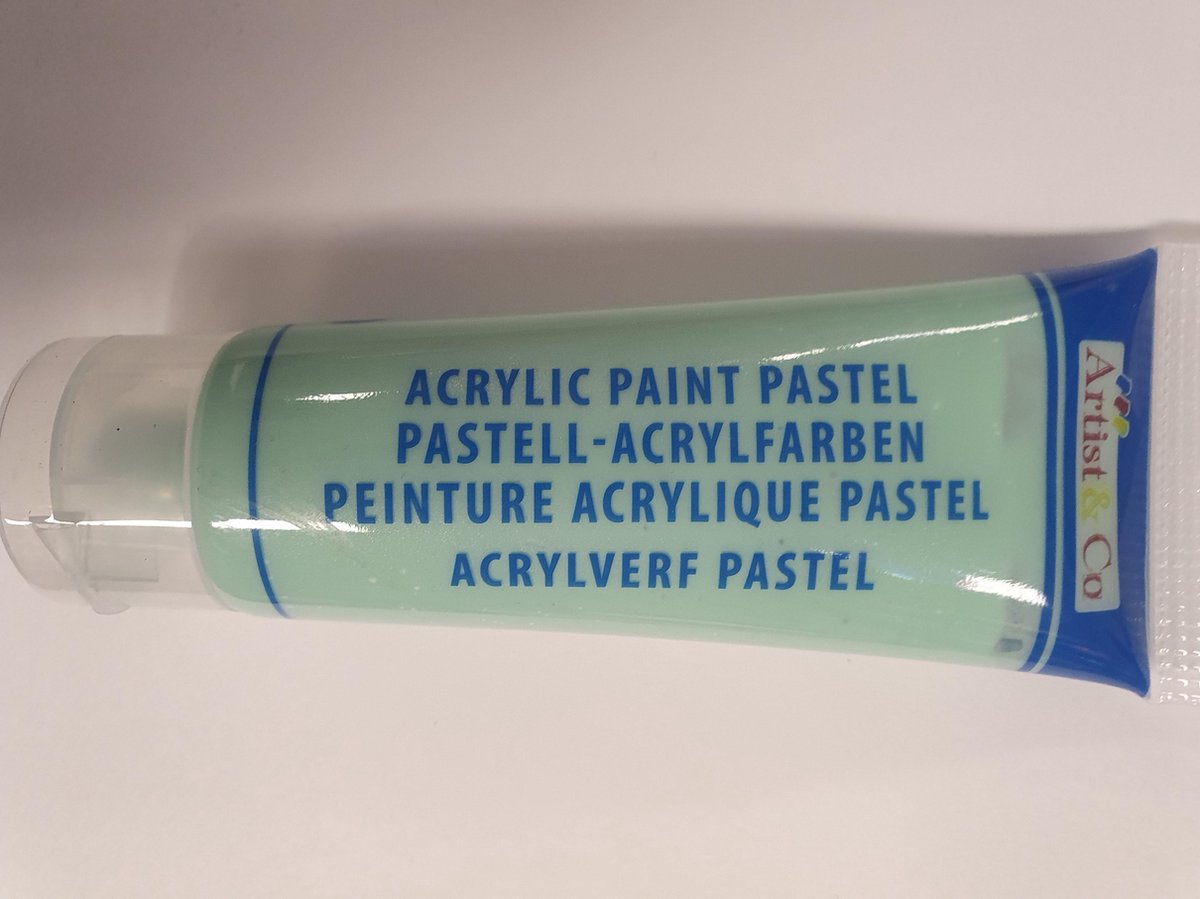 ACRYLIC PAINT PASTEL
PASTELL-ACRYLFARBEN
PEINTURE ACRYLIQUE PASTEL
ACRYLVERF PASTEL
Artist & Co